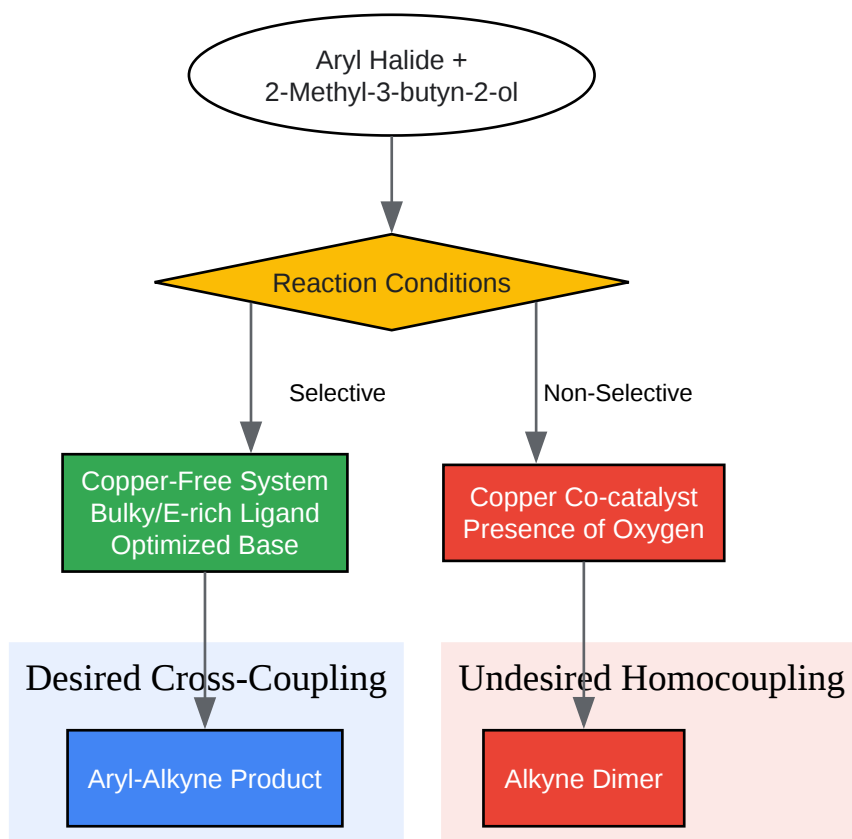 Aryl Halide +
2-Methyl-3-butyn-2-ol
Reaction Conditions
Selective
Non-Selective
Copper-Free System
Bulky/E-rich Ligand
Optimized Base
Copper Co-catalyst
Presence of Oxygen
Desired Cross-Coupling
Undesired Homocoupling
Aryl-Alkyne Product
Alkyne Dimer